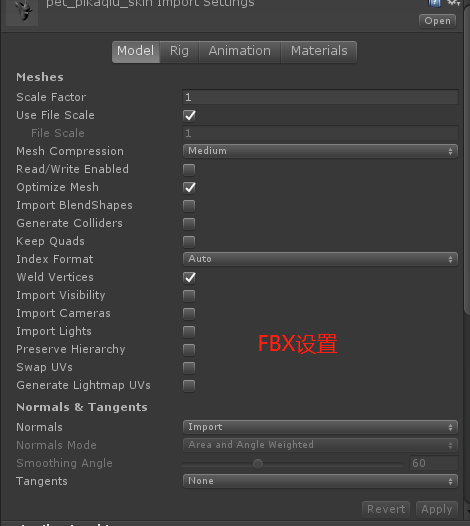 pet_pikaqiu_skin Import Settings
Open
Model Rig Animation Materials
Meshes
Scale Factor 1
Use File Scale
File Scale 1
Mesh Compression Medium
Read/Write Enabled
Optimize Mesh
Import BlendShapes
Generate Colliders
Keep Quads
Index Format Auto
Weld Vertices
Import Visibility
Import Cameras
Import Lights
Preserve Hierarchy
Swap UVs
Generate Lightmap UVs
FBX设置
Normals & Tangents
Normals Import
Normals Mode Area and Angle Weighted
Smoothing Angle 60
Tangents None
Revert Apply